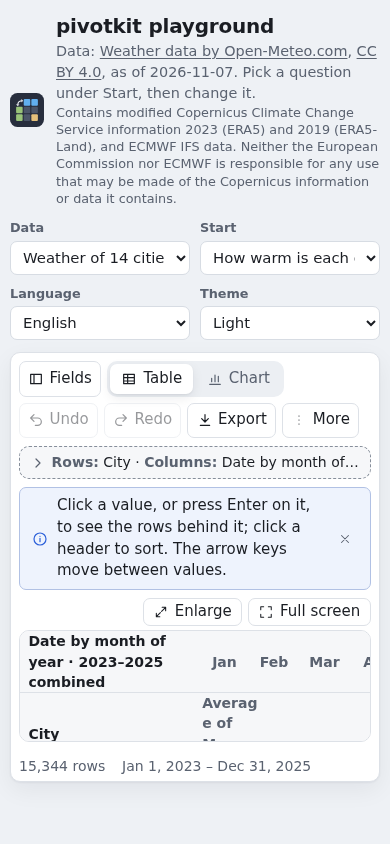 pivotkit playground
Data: Weather data by Open-Meteo.com, CC
BY 4.0, as of 2026-11-07. Pick a question
under Start, then change it.
Contains modified Copernicus Climate Change
Service information 2023 (ERA5) and 2019 (ERA5-
Land), and ECMWF IFS data. Neither the European
Commission nor ECMWF is responsible for any use
that may be made of the Copernicus information
or data it contains.
Data Start
Weather of 14 citie How warm is each
Language Theme
English Light
Fields Table Chart
Undo Redo Export More
Rows: City · Columns: Date by month of…
Click a value, or press Enter on it,
to see the rows behind it; click a
header to sort. The arrow keys
move between values.
Enlarge Full screen
Date by month of
year · 2023–2025
combined
Jan Feb Mar
Averag
e of
City
15,344 rows Jan 1, 2023 – Dec 31, 2025